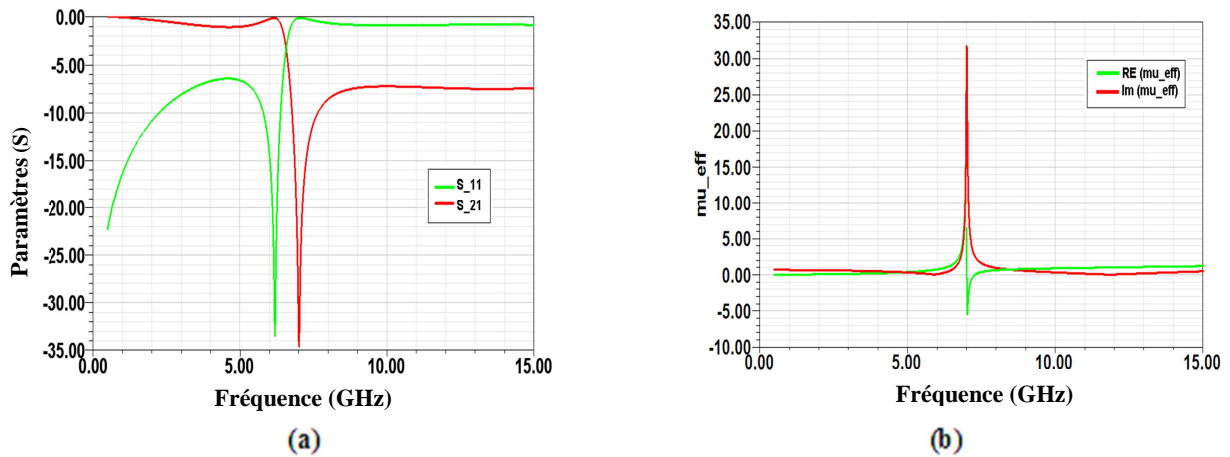 0.00
-5.00
-10.00
-15.00
-20.00
-25.00
-30.00
-35.00
Paramètres (S)
S_11
S_21
0.00 5.00 10.00 15.00
Fréquence (GHz)
(a)
35.00
30.00
25.00
20.00
15.00
10.00
5.00
0.00
-5.00
-10.00
mu_eff
RE (mu_eff)
Im (mu_eff)
0.00 5.00 10.00 15.00
Fréquence (GHz)
(b)